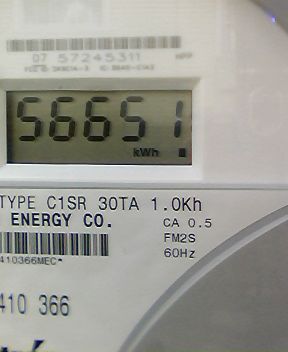 07 57245311
56651
kWh
TYPE C1SR 30TA 1.0Kh
ENERGY CO.
CA 0.5
FM2S
60Hz
410366MEC*
410 366